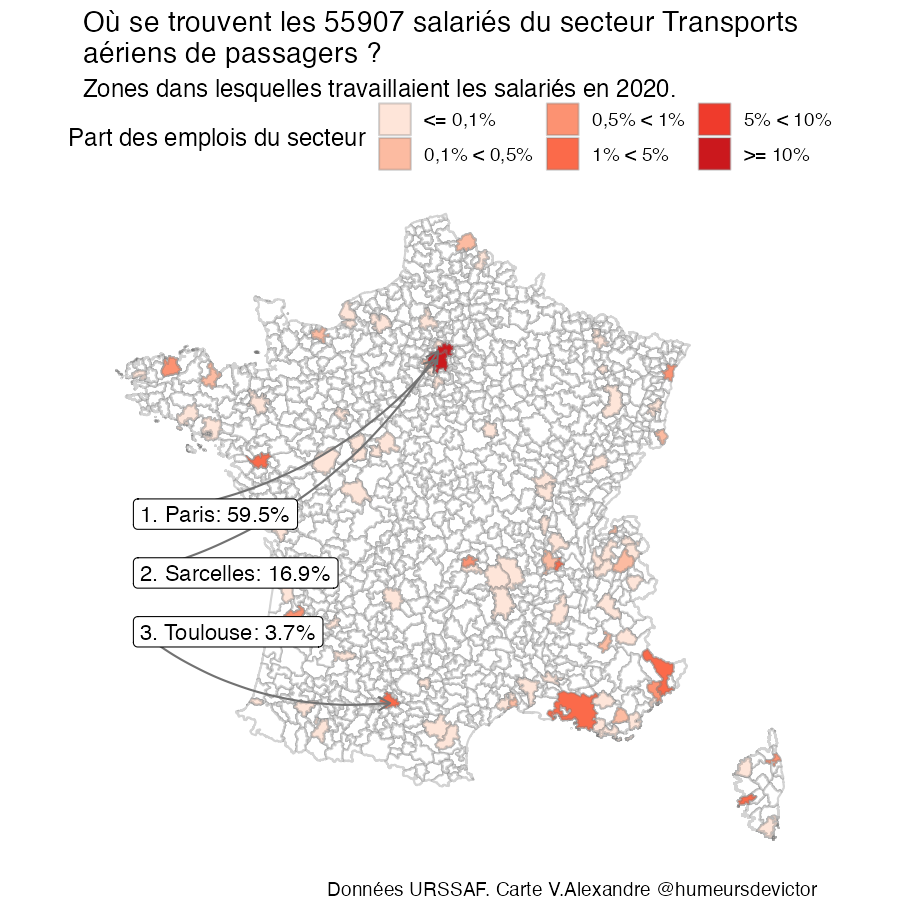 Où se trouvent les 55907 salariés du secteur Transports
aériens de passagers ?
Zones dans lesquelles travaillaient les salariés en 2020.
Part des emplois du secteur
<= 0,1%
0,1% < 0,5%
0,5% < 1%
1% < 5%
5% < 10%
>= 10%
1. Paris: 59.5%
2. Sarcelles: 16.9%
3. Toulouse: 3.7%
Données URSSAF. Carte V.Alexandre @humeursdevictor